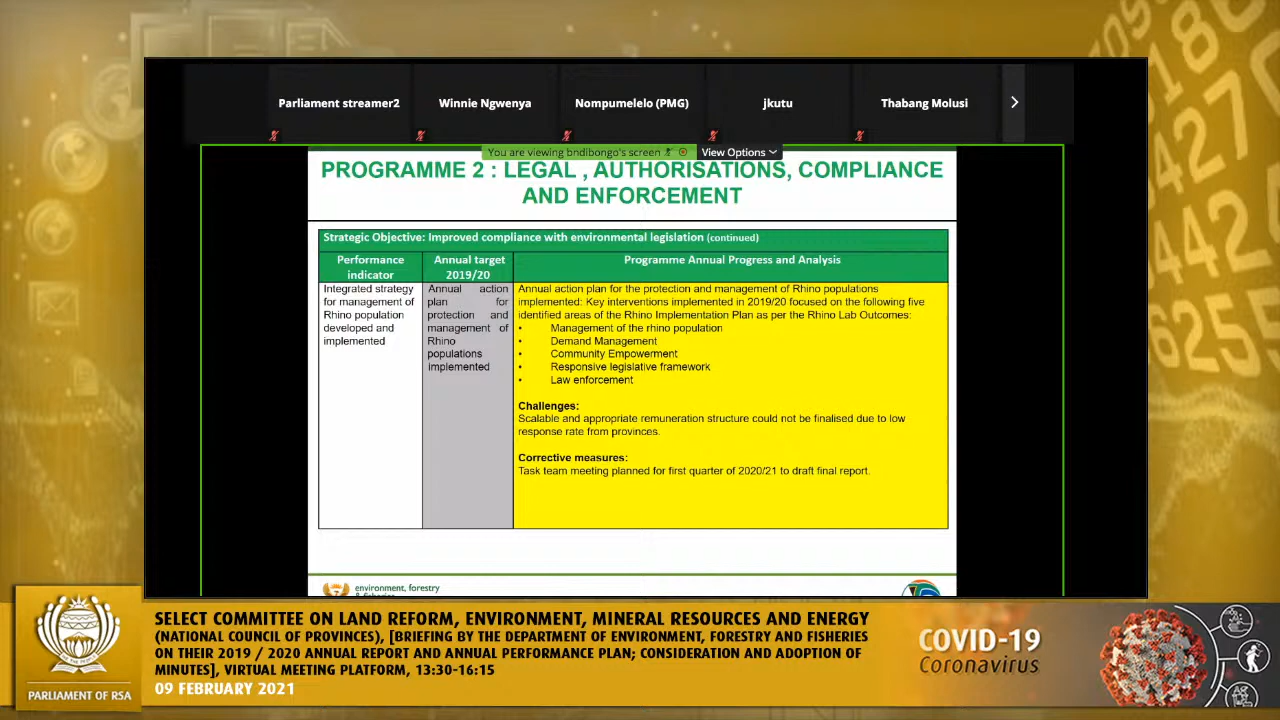 Parliament streamer2
Winnie Ngwenya
Nompumelelo (PMG)
jkutu
Thabang Molusi
You are viewing bndibongo's screen
View Options
PROGRAMME 2 : LEGAL , AUTHORISATIONS, COMPLIANCE
AND ENFORCEMENT
Strategic Objective: Improved compliance with environmental legislation (continued)
Performance
indicator
Annual target
2019/20
Programme Annual Progress and Analysis
Integrated strategy
for management of
Rhino population
developed and
implemented
Annual action
plan for
protection and
management of
Rhino
populations
implemented
Annual action plan for the protection and management of Rhino populations
implemented: Key interventions implemented in 2019/20 focused on the following five
identified areas of the Rhino Implementation Plan as per the Rhino Lab Outcomes:
• Management of the rhino population
• Demand Management
• Community Empowerment
• Responsive legislative framework
• Law enforcement
Challenges:
Scalable and appropriate remuneration structure could not be finalised due to low
response rate from provinces.
Corrective measures:
Task team meeting planned for first quarter of 2020/21 to draft final report.
environment, forestry
& fisheries
SELECT COMMITTEE ON LAND REFORM, ENVIRONMENT, MINERAL RESOURCES AND ENERGY
(NATIONAL COUNCIL OF PROVINCES), [BRIEFING BY THE DEPARTMENT OF ENVIRONMENT, FORESTRY AND FISHERIES
ON THEIR 2019 / 2020 ANNUAL REPORT AND ANNUAL PERFORMANCE PLAN; CONSIDERATION AND ADOPTION OF
MINUTES], VIRTUAL MEETING PLATFORM, 13:30-16:15
09 FEBRUARY 2021
PARLIAMENT OF RSA
COVID-19
Coronavirus